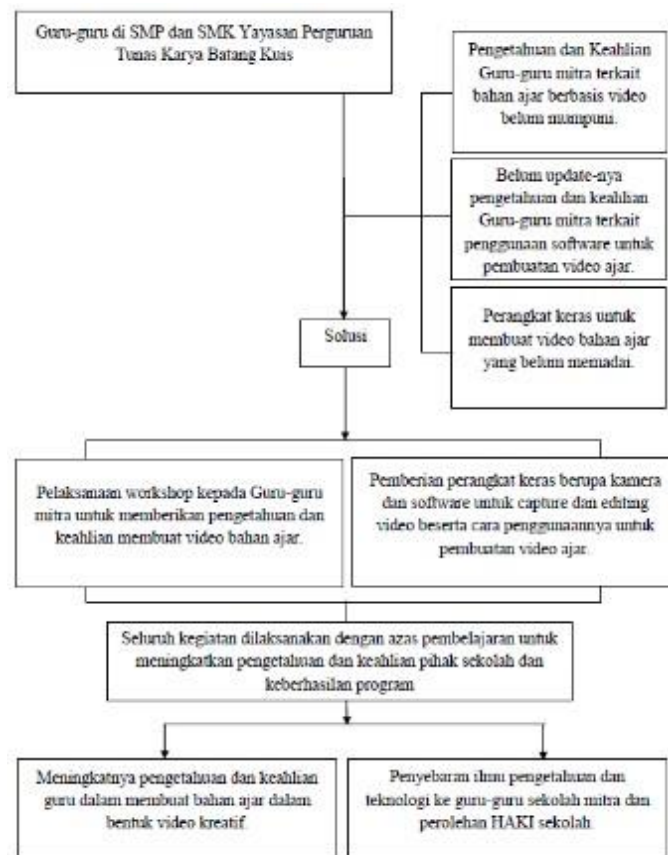 Guru-guru di SMP dan SMK Yayasan Perguruan
Tunas Karya Batang Kuis
Pengetahuan dan Keahlian
Guru-guru mitra terkait
bahan ajar berbasis video
belum mumpuni.
Belum update-nya
pengetahuan dan keahlian
Guru-guru mitra terkait
penggunaan software untuk
pembuatan video ajar.
Perangkat keras untuk
membuat video bahan ajar
yang belum memadai.
Solusi
Pelaksanaan workshop kepada Guru-guru
mitra untuk memberikan pengetahuan dan
keahlian membuat video bahan ajar.
Pemberian perangkat keras berupa kamera
dan software untuk capture dan editing
video beserta cara penggunaannya untuk
pembuatan video ajar.
Seluruh kegiatan dilaksanakan dengan azas pembelajaran untuk
meningkatkan pengetahuan dan keahlian pihak sekolah dan
keberhasilan program
Meningkatnya pengetahuan dan keahlian
guru dalam membuat bahan ajar dalam
bentuk video kreatif.
Penyebaran ilmu pengetahuan dan
teknologi ke guru-guru sekolah mitra dan
perolehan HAKI sekolah.